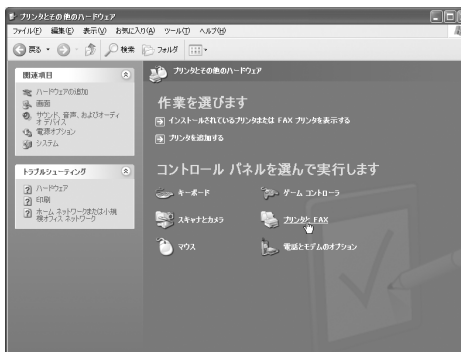 プリンタとその他のハードウェア
ファイル(F) 編集(E) 表示(V) お気に入り(A) ツール(T) ヘルプ(H)
戻る 検索 フォルダ
関連項目
ハードウェアの追加
画面
サウンド、音声、およびオーディオ デバイス
電源オプション
システム
トラブルシューティング
ハードウェア
印刷
ホーム ネットワークまたは小規模オフィス ネットワーク
プリンタとその他のハードウェア
作業を選びます
インストールされているプリンタまたは FAX プリンタを表示する
プリンタを追加する
コントロール パネルを選んで実行します
キーボード
ゲーム コントローラ
スキャナとカメラ
プリンタと FAX
マウス
電話とモデムのオプション